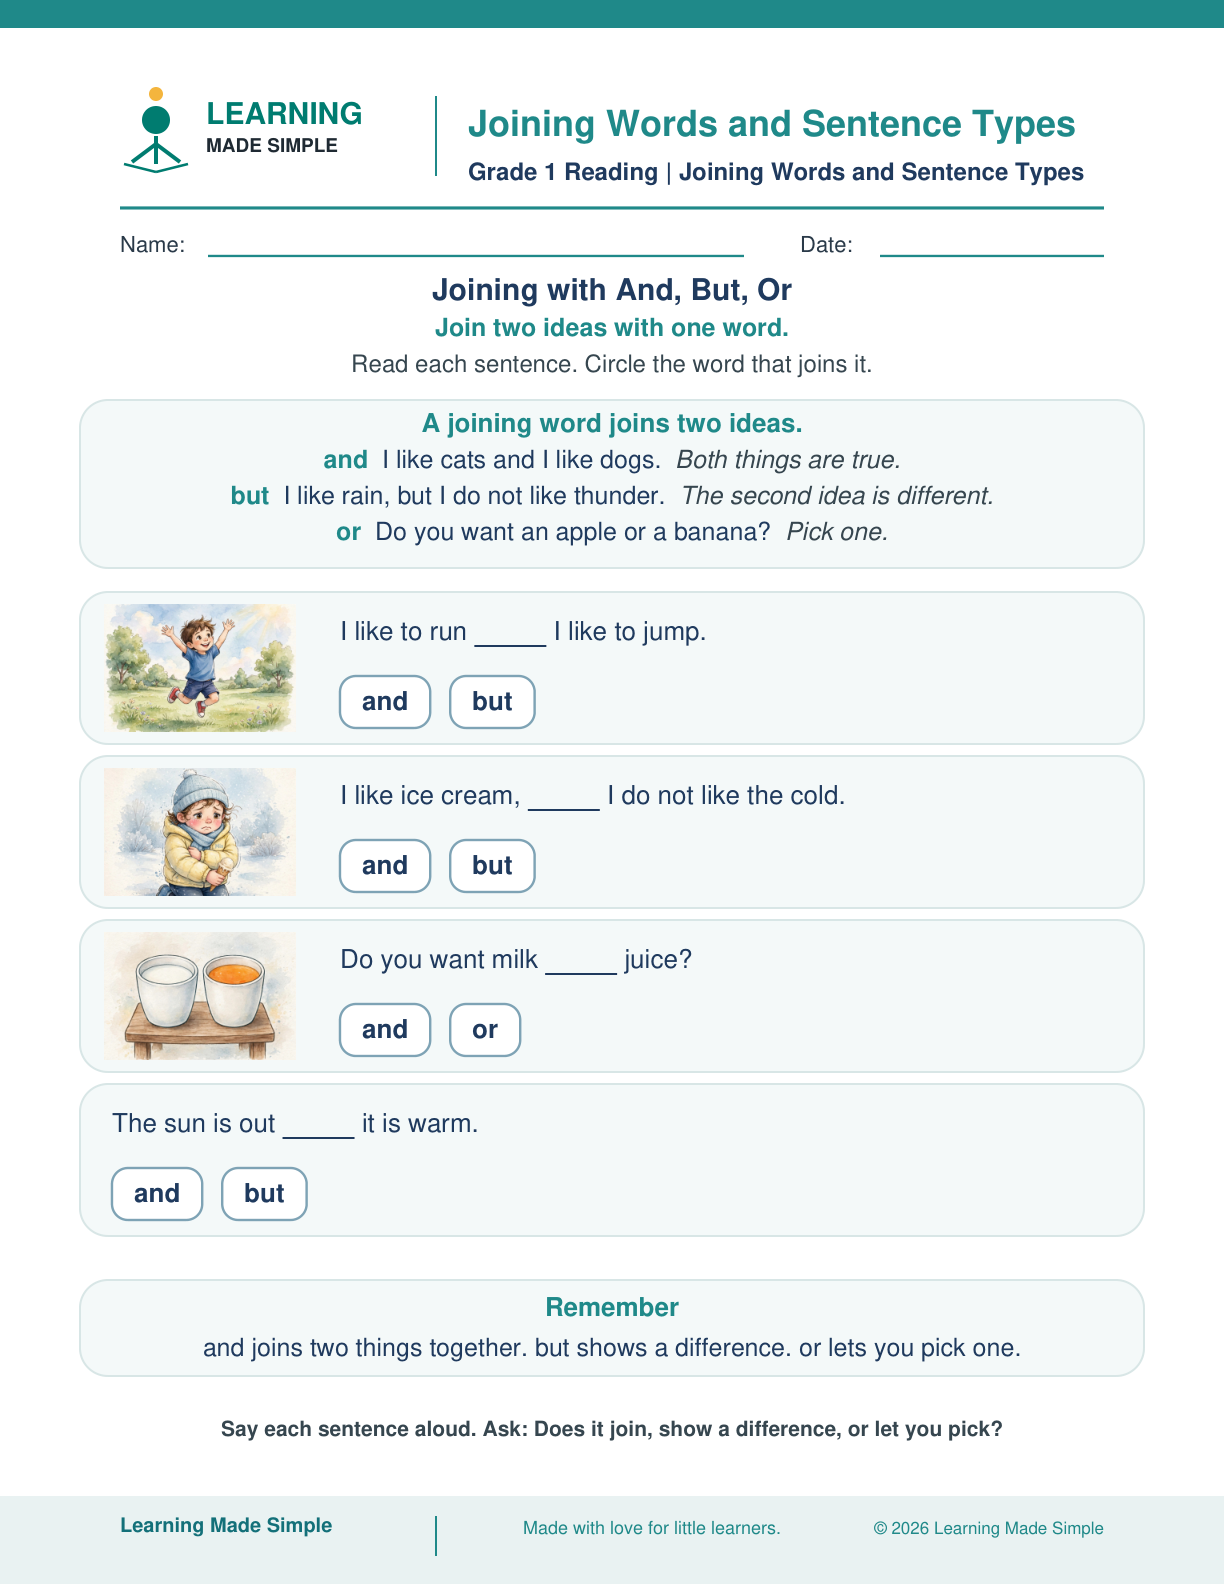 LEARNING
MADE SIMPLE
Joining Words and Sentence Types
Grade 1 Reading | Joining Words and Sentence Types
Name:
Date:
Joining with And, But, Or
Join two ideas with one word.
Read each sentence. Circle the word that joins it.
A joining word joins two ideas.
and I like cats and I like dogs. Both things are true.
but I like rain, but I do not like thunder. The second idea is different.
or Do you want an apple or a banana? Pick one.
I like to run _____ I like to jump.
and but
I like ice cream, _____ I do not like the cold.
and but
Do you want milk _____ juice?
and or
The sun is out _____ it is warm.
and but
Remember
and joins two things together. but shows a difference. or lets you pick one.
Say each sentence aloud. Ask: Does it join, show a difference, or let you pick?
Learning Made Simple
Made with love for little learners.
© 2026 Learning Made Simple